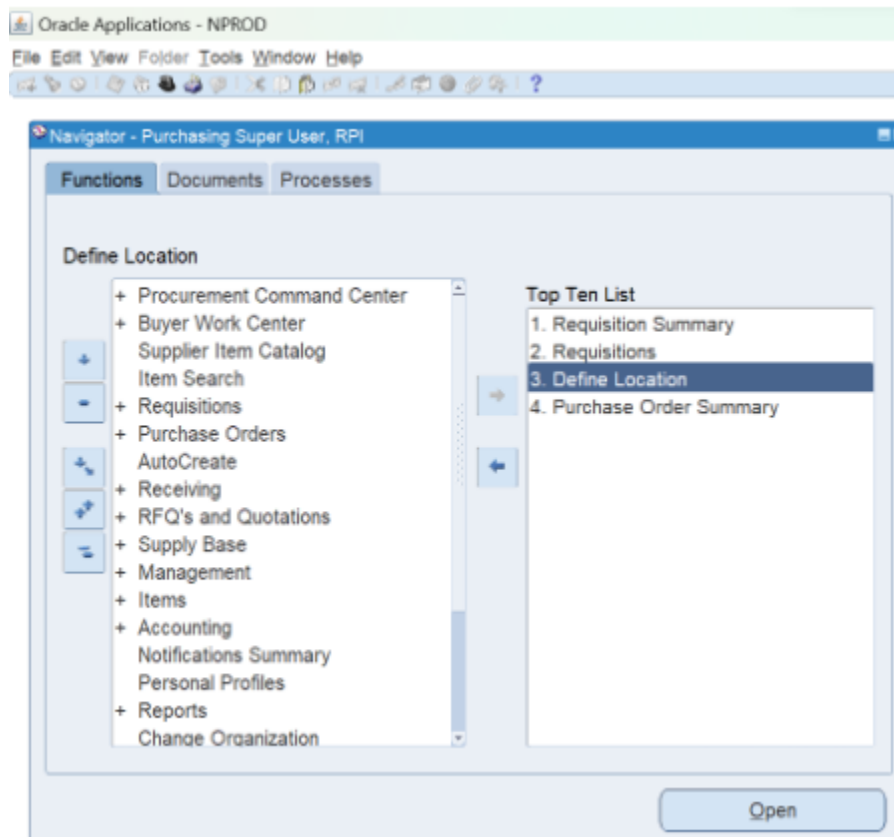 Oracle Applications - NPROD
File Edit View Folder Tools Window Help
?
Navigator - Purchasing Super User, RPI
Functions Documents Processes
Define Location
+ Procurement Command Center
+ Buyer Work Center
Supplier Item Catalog
Item Search
+ Requisitions
+ Purchase Orders
AutoCreate
+ Receiving
+ RFQ's and Quotations
+ Supply Base
+ Management
+ Items
+ Accounting
Notifications Summary
Personal Profiles
+ Reports
Change Organization
Top Ten List
1. Requisition Summary
2. Requisitions
3. Define Location
4. Purchase Order Summary
Open